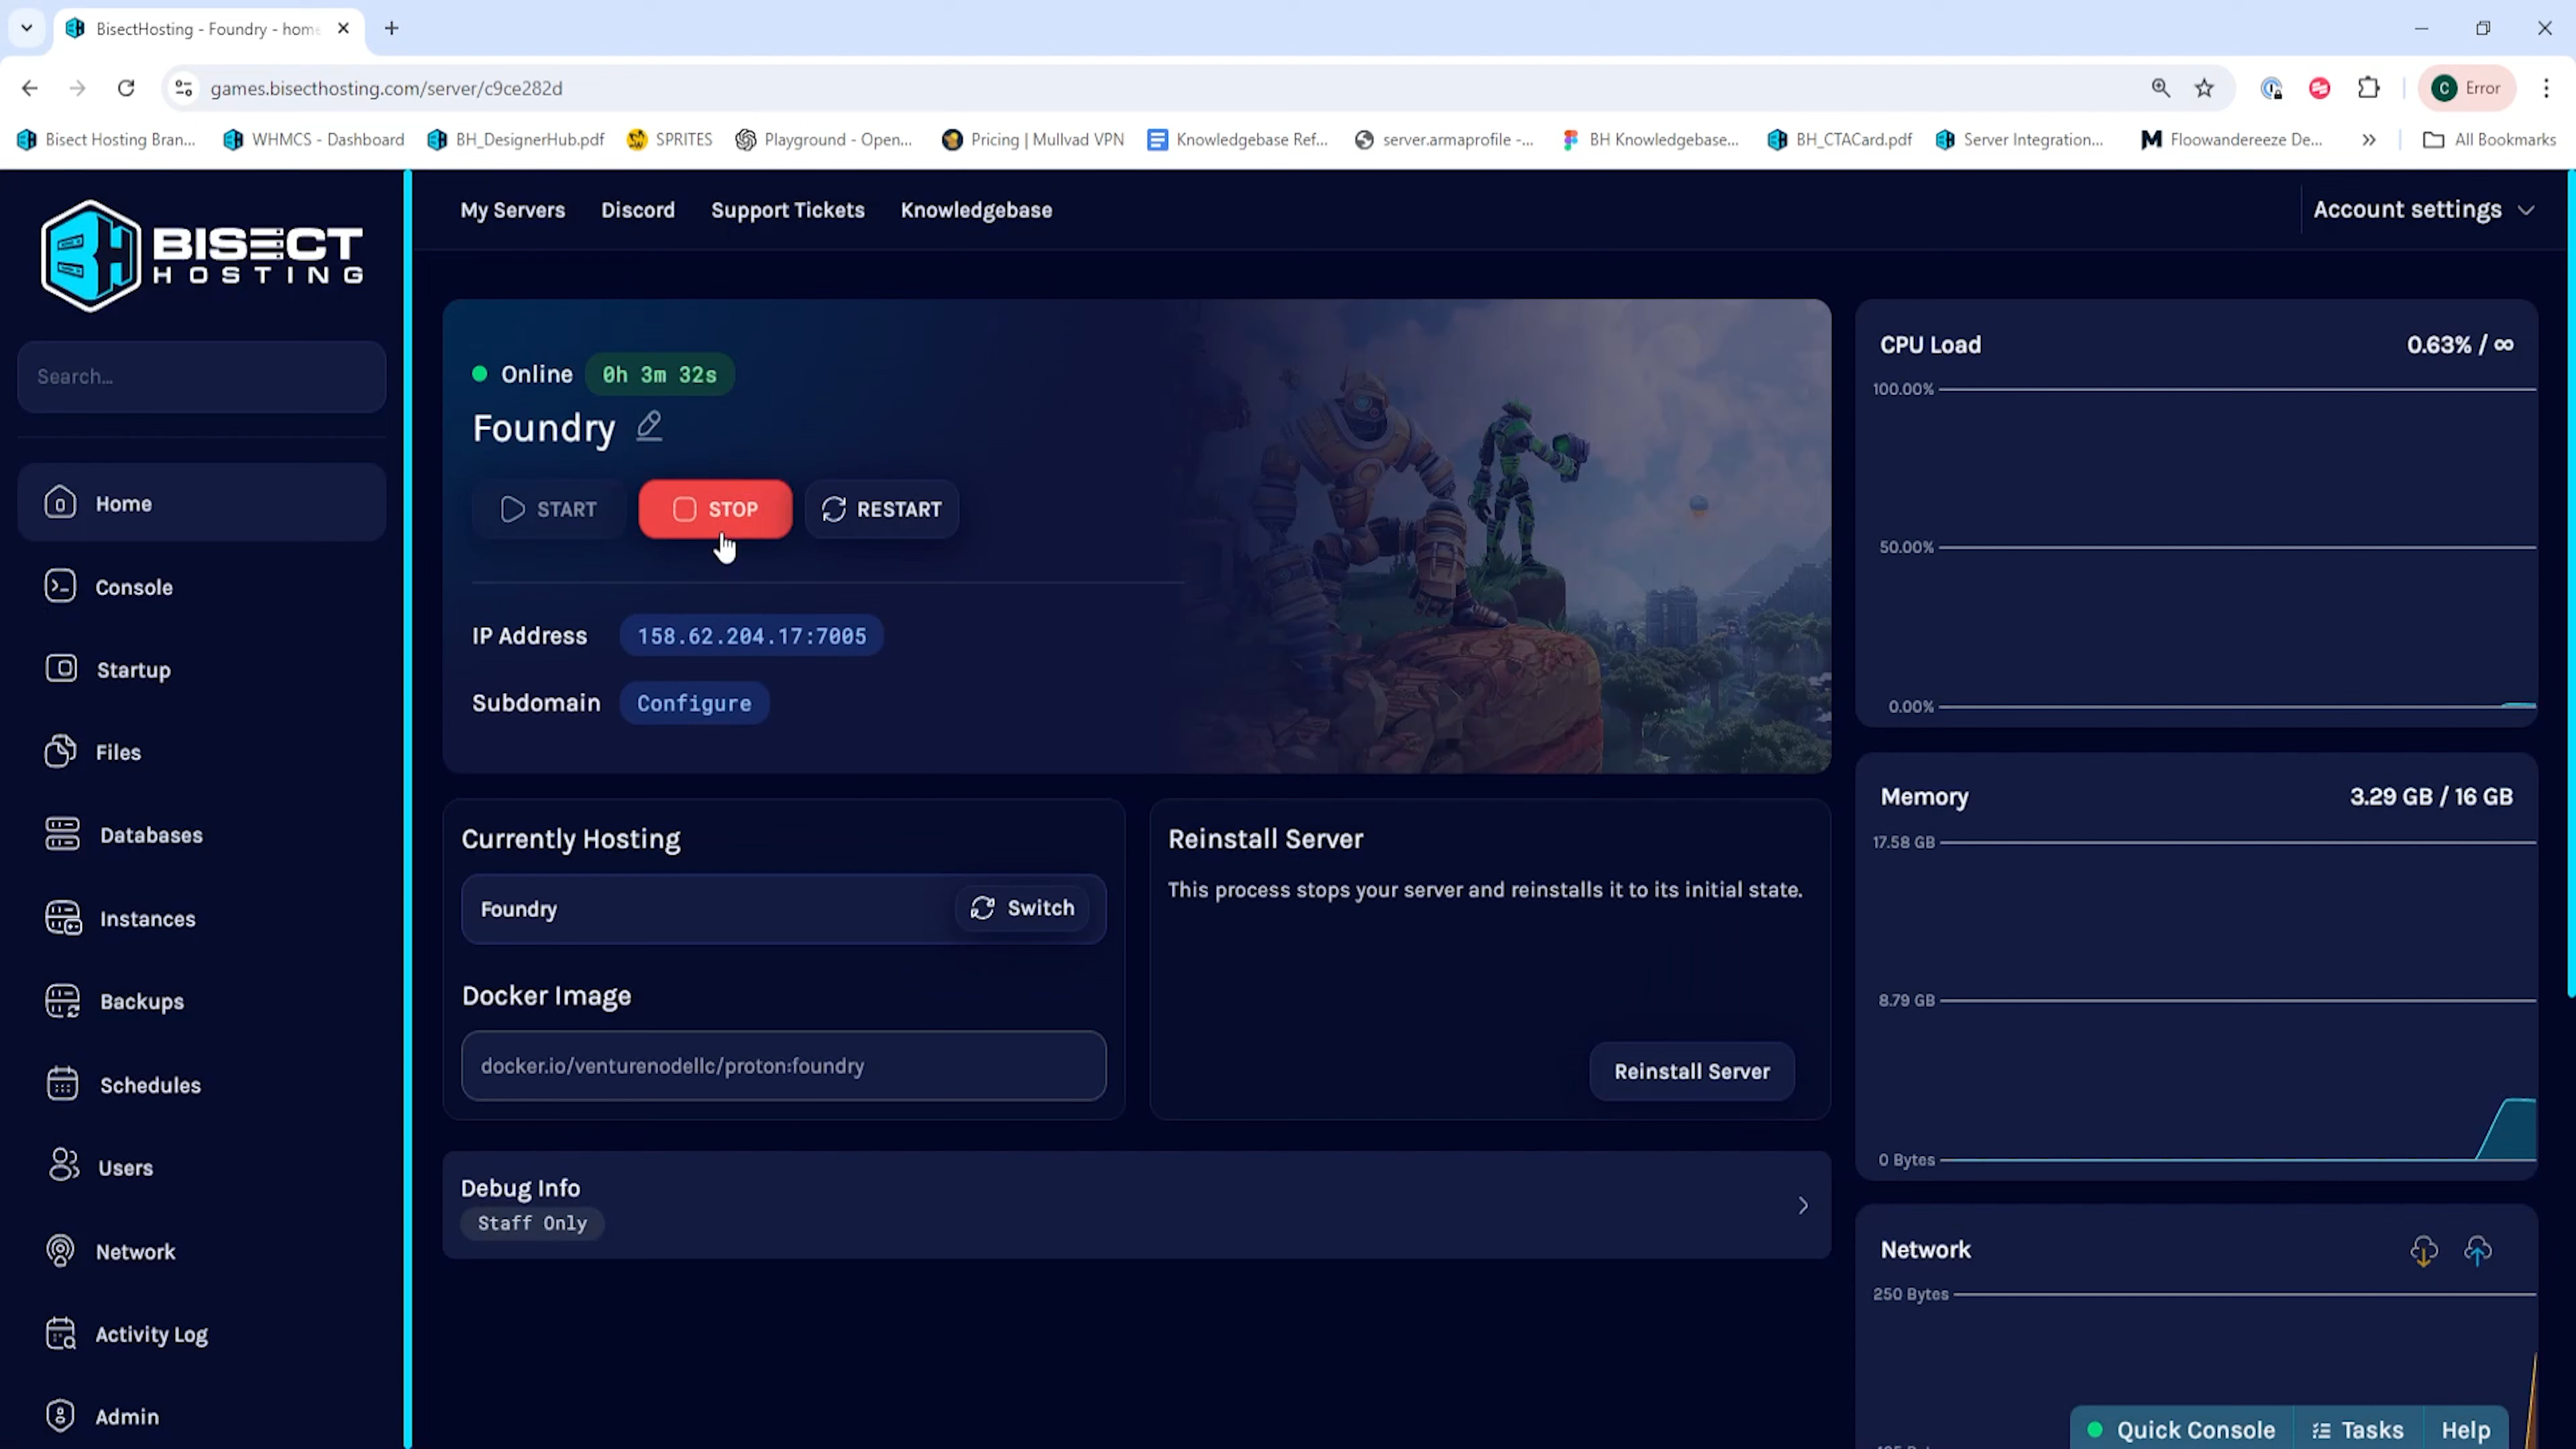 BisectHosting - Foundry - hom
games.bisecthosting.com/server/c9ce282d
C Error
Bisect Hosting Bran...
WHMCS - Dashboard
BH_DesignerHub.pdf
SPRITES
Playground - Open...
Pricing | Mullvad VPN
Knowledgebase Ref...
server.armaprofile -...
BH Knowledgebase...
BH_CTACard.pdf
Server Integration...
Floowandereeze De...
All Bookmarks
BISECT
HOSTING
Search...
Home
Console
Startup
Files
Databases
Instances
Backups
Schedules
Users
Network
Activity Log
Admin
My Servers
Discord
Support Tickets
Knowledgebase
Account settings
Online 0h 3m 32s
Foundry
START
STOP
RESTART
IP Address 158.62.204.17:7005
Subdomain Configure
Currently Hosting
Foundry
Switch
Docker Image
docker.io/venturenodellc/proton:foundry
Reinstall Server
This process stops your server and reinstalls it to its initial state.
Reinstall Server
Debug Info
Staff Only
CPU Load 0.63% / ∞
100.00%
50.00%
0.00%
Memory 3.29 GB / 16 GB
17.58 GB
8.79 GB
0 Bytes
Network
250 Bytes
Quick Console
Tasks
Help